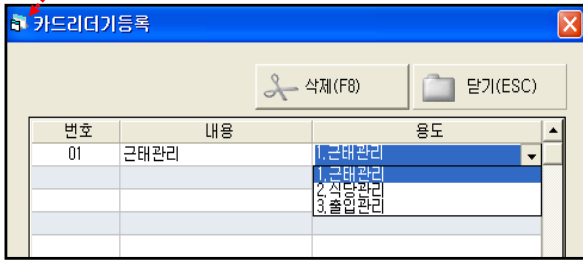 카드리더기등록
삭제(F8) 닫기(ESC)
번호 내용 용도
01 근태관리 1.근태관리
1.근태관리
2.식당관리
3.출입관리